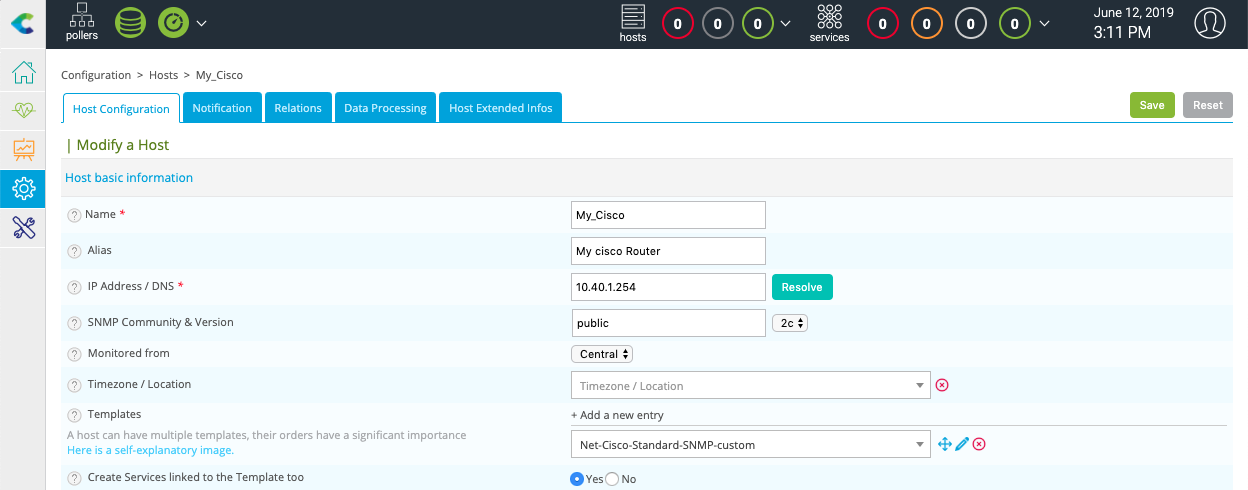 pollers
hosts
0
0
0
services
0
0
0
0
June 12, 2019
3:11 PM
Configuration > Hosts > My_Cisco
Host Configuration
Notification
Relations
Data Processing
Host Extended Infos
Save
Reset
| Modify a Host
Host basic information
? Name * My_Cisco
? Alias My cisco Router
? IP Address / DNS * 10.40.1.254 Resolve
? SNMP Community & Version public 2c
? Monitored from Central
? Timezone / Location Timezone / Location
? Templates + Add a new entry
A host can have multiple templates, their orders have a significant importance
Here is a self-explanatory image.
Net-Cisco-Standard-SNMP-custom
? Create Services linked to the Template too Yes No